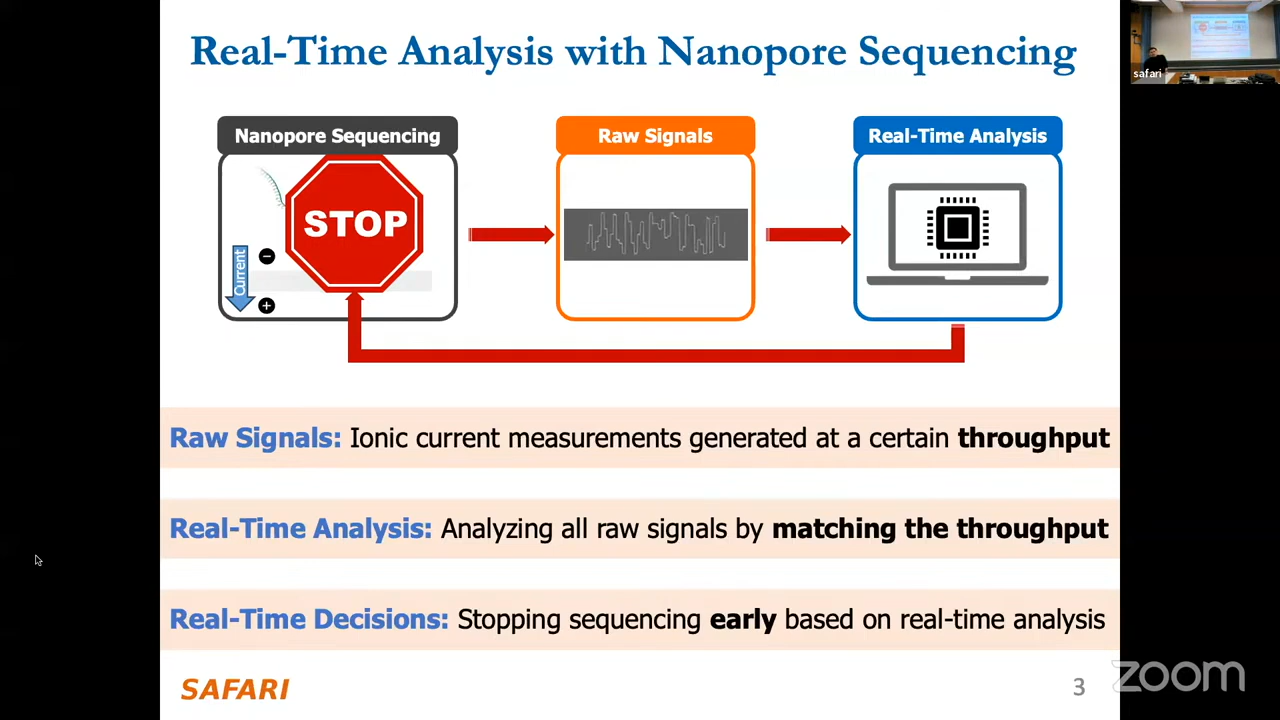 Real-Time Analysis with Nanopore Sequencing
safari
Nanopore Sequencing
Raw Signals
Real-Time Analysis
STOP
Current
−
+
Raw Signals: Ionic current measurements generated at a certain throughput
Real-Time Analysis: Analyzing all raw signals by matching the throughput
Real-Time Decisions: Stopping sequencing early based on real-time analysis
SAFARI
3
zoom